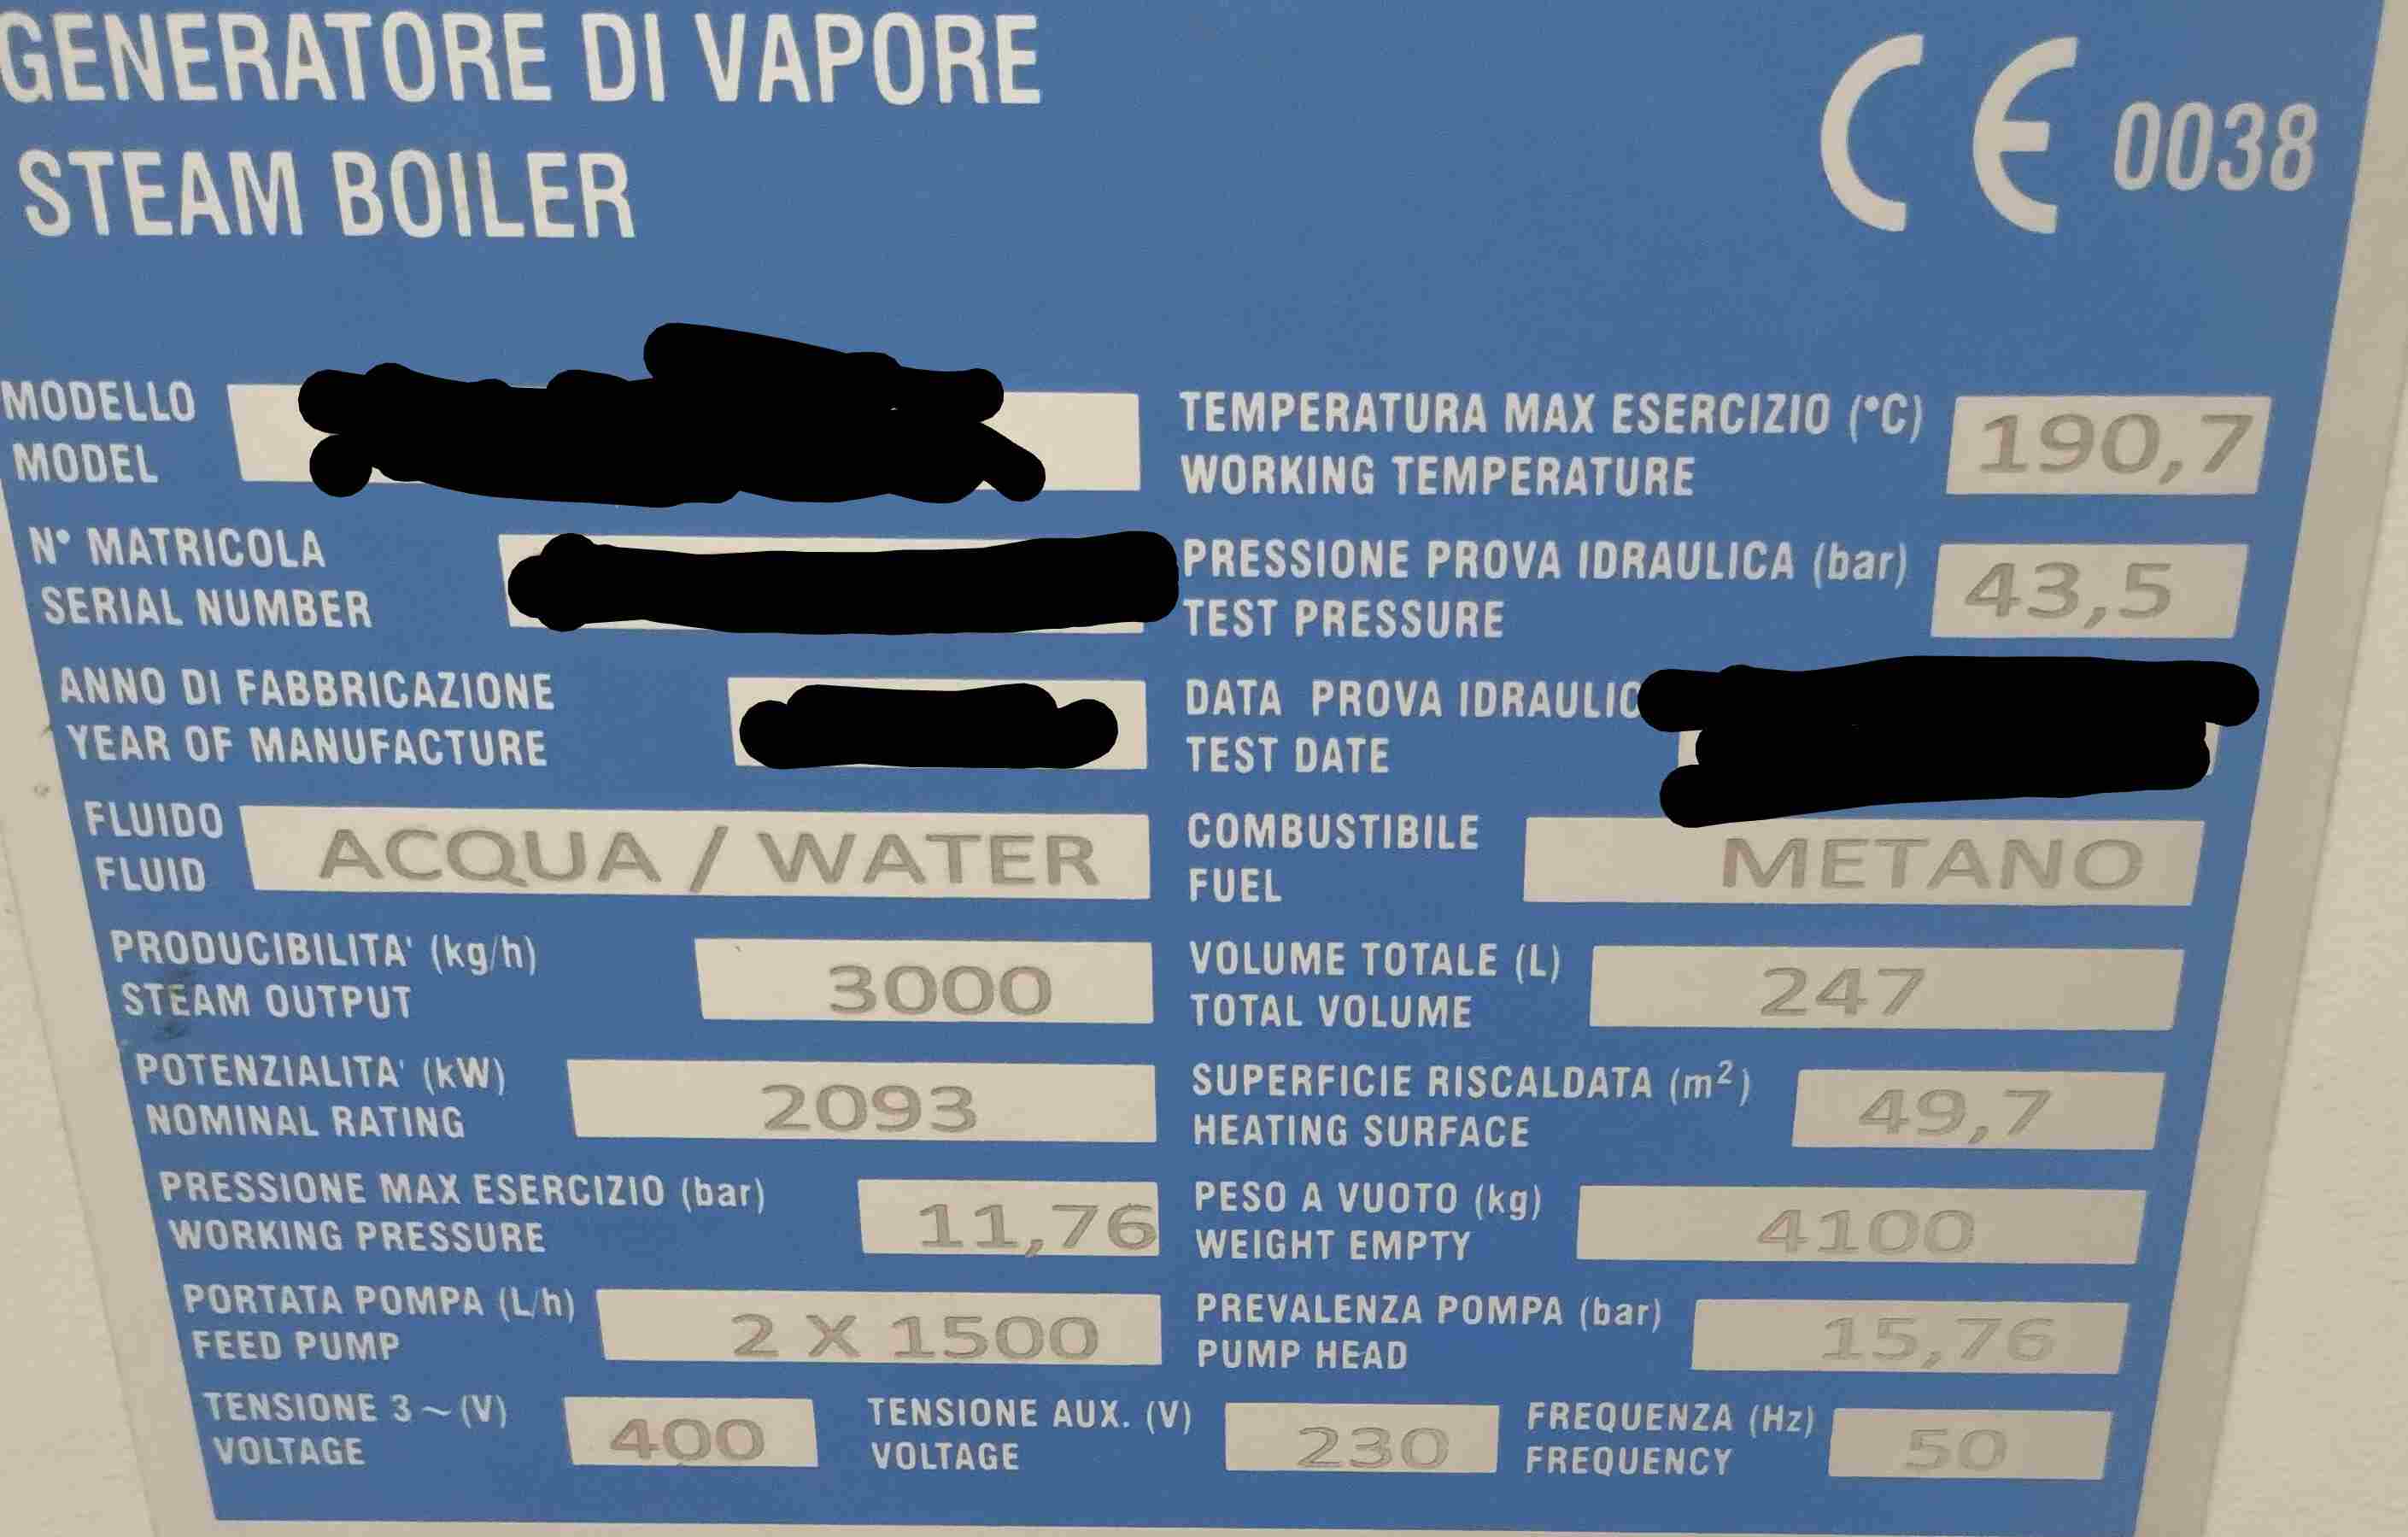 GENERATORE DI VAPORE
STEAM BOILER
CE 0038
MODELLO
MODEL
TEMPERATURA MAX ESERCIZIO (°C) 190,7
WORKING TEMPERATURE
N° MATRICOLA
SERIAL NUMBER
PRESSIONE PROVA IDRAULICA (bar) 43,5
TEST PRESSURE
ANNO DI FABBRICAZIONE
YEAR OF MANUFACTURE
DATA PROVA
TEST DATE
FLUIDO
FLUID
ACQUA / WATER
COMBUSTIBILE
FUEL
METANO
PRODUCIBILITA' (kg/h)
STEAM OUTPUT
3000
VOLUME TOTALE (L)
TOTAL VOLUME
247
POTENZIALITA' (kW)
NOMINAL RATING
2093
SUPERFICIE RISCALDATA (m²)
HEATING SURFACE
49,7
PRESSIONE MAX ESERCIZIO (bar)
WORKING PRESSURE
11,76
PESO A VUOTO (kg)
WEIGHT EMPTY
4100
PORTATA POMPA (L/h)
FEED PUMP
2 X 1500
PREVALENZA POMPA (bar)
PUMP HEAD
15,76
TENSIONE 3 ~ (V)
VOLTAGE
400
TENSIONE AUX. (V)
VOLTAGE
230
FREQUENZA (Hz)
FREQUENCY
50